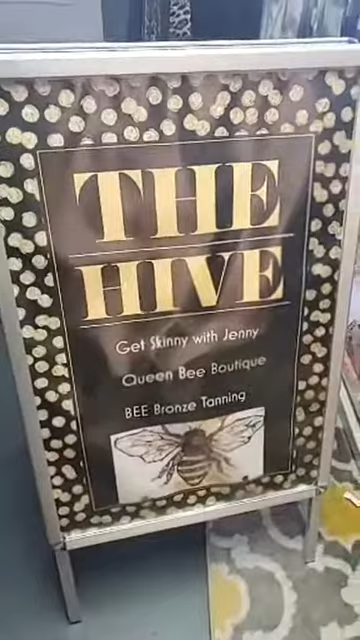 THE
HIVE
Get Skinny with Jenny
Queen Bee Boutique
BEE Bronze Tanning